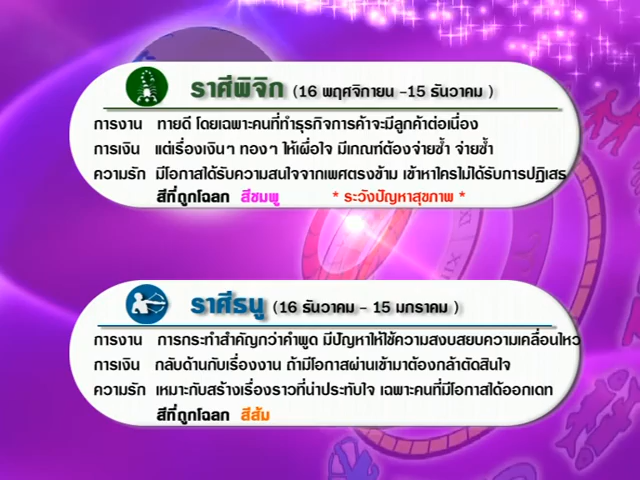 ราศีพิจิก (16 พฤศจิกายน -15 ธันวาคม )
การงาน ทายดี โดยเฉพาะคนที่ทำธุรกิจการค้าจะมีลูกค้าต่อเนื่อง
การเงิน แต่เรื่องเงินๆ ทองๆ ให้เผื่อใจ มีเกณฑ์ต้องจ่ายซ้ำ จ่ายซ้ำ
ความรัก มีโอกาสได้รับความสนใจจากเพศตรงข้าม เข้าหาใครไม่ได้รับการปฏิเสธ
สีที่ถูกโฉลก สีชมพู * ระวังปัญหาสุขภาพ *
ราศีธนู (16 ธันวาคม - 15 มกราคม )
การงาน การกระทำสำคัญกว่าคำพูด มีปัญหาให้ใช้ความสงบสยบความเคลื่อนไหว
การเงิน กลับด้านกับเรื่องงาน ถ้ามีโอกาสผ่านเข้ามาต้องกล้าตัดสินใจ
ความรัก เหมาะกับสร้างเรื่องราวที่น่าประทับใจ เฉพาะคนที่มีโอกาสได้ออกเดท
สีที่ถูกโฉลก สีส้ม